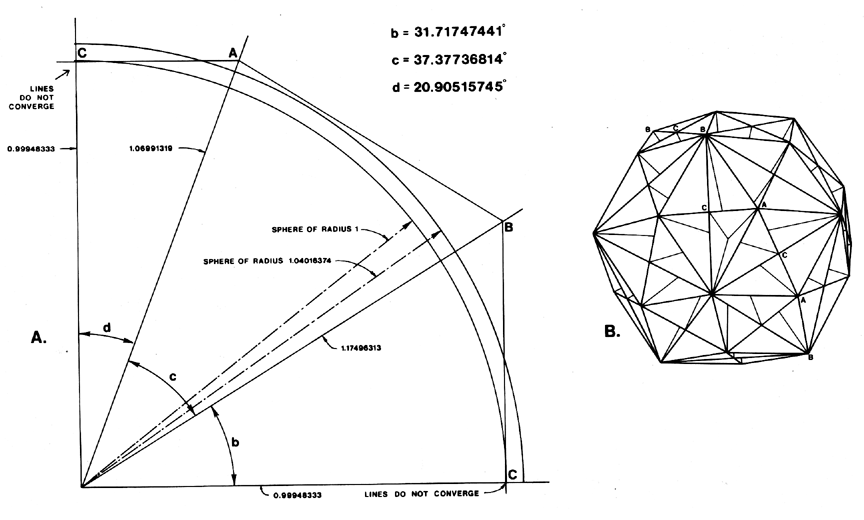 b = 31.71747441°
c = 37.37736814°
d = 20.90515745°
C
A
LINES
DO NOT
CONVERGE
0.99948333
1.06991319
SPHERE OF RADIUS 1
SPHERE OF RADIUS 1.04016374
B
A.
d
c
1.17496313
b
C
0.99948333
LINES DO NOT CONVERGE
B
C
B
C
A
C
A
B.
B